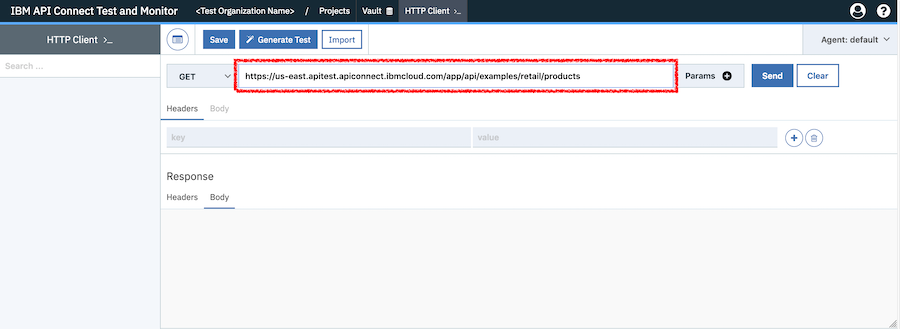 IBM API Connect Test and Monitor <Test Organization Name> / Projects Vault HTTP Client >_
HTTP Client >_ Save Generate Test Import Agent: default
Search ...
GET https://us-east.apitest.apiconnect.ibmcloud.com/app/api/examples/retail/products Params Send Clear
Headers Body
key value
Response
Headers Body